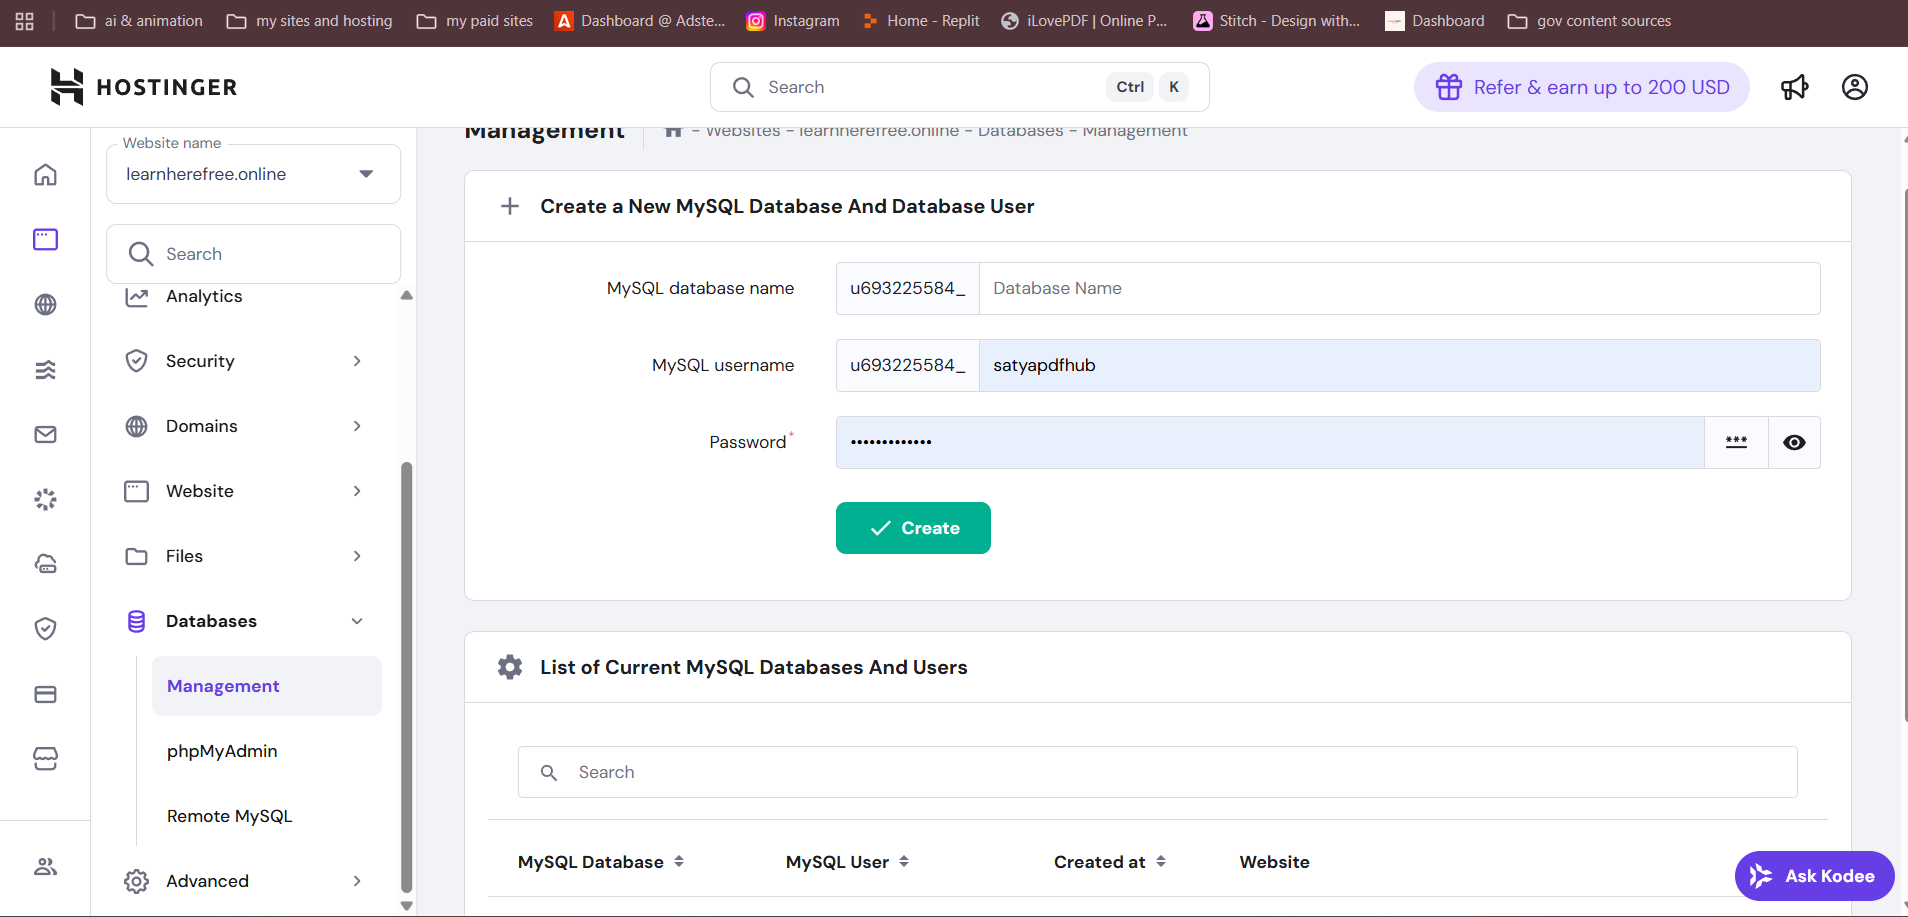 ai & animation
my sites and hosting
my paid sites
Dashboard @ Adste...
Instagram
Home - Replit
iLovePDF | Online P...
Stitch - Design with...
Dashboard
gov content sources
HOSTINGER
Search
Ctrl
K
Refer & earn up to 200 USD
Website name
learnherefree.online
Search
Analytics
Security
Domains
Website
Files
Databases
Management
phpMyAdmin
Remote MySQL
Advanced
Management
- Websites - learnherefree.online - Databases - Management
Create a New MySQL Database And Database User
MySQL database name
u693225584_
Database Name
MySQL username
u693225584_
satyapdfhub
Password*
Create
List of Current MySQL Databases And Users
Search
MySQL Database
MySQL User
Created at
Website
Ask Kodee